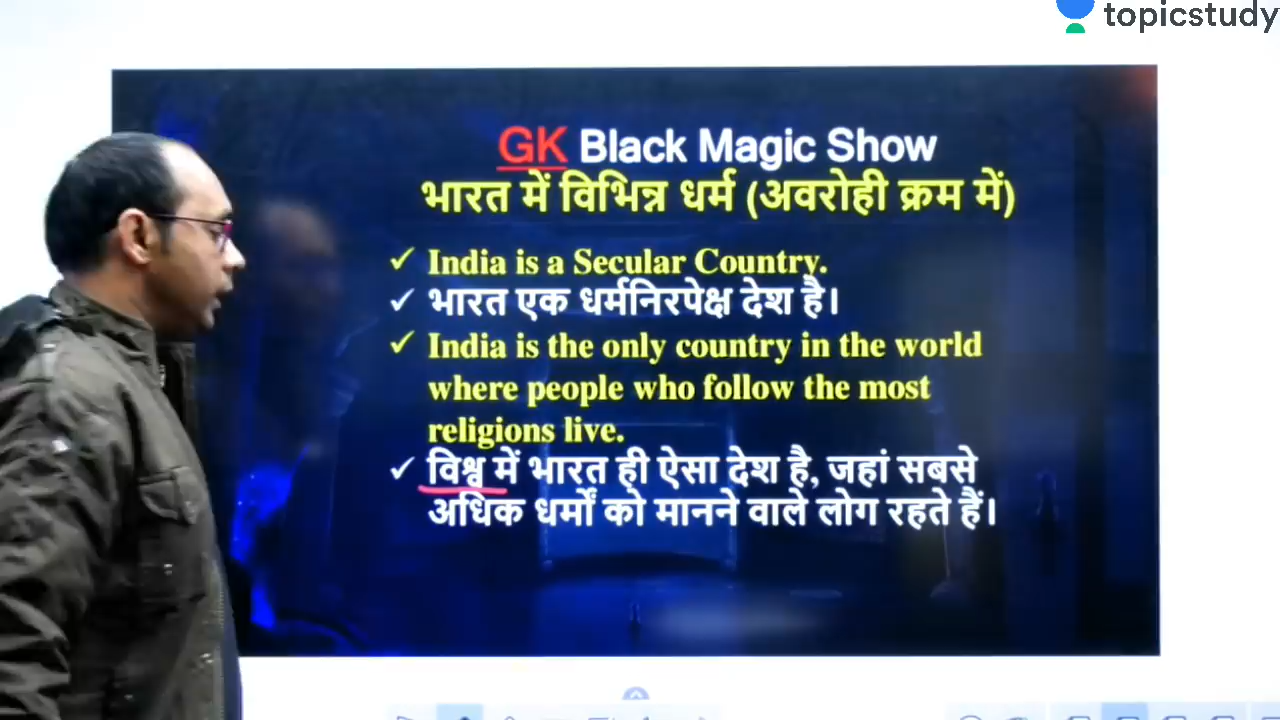 topicstudy
GK Black Magic Show
भारत में विभिन्न धर्म (अवरोही क्रम में)
✓ India is a Secular Country.
✓ भारत एक धर्मनिरपेक्ष देश है।
✓ India is the only country in the world
where people who follow the most
religions live.
✓ विश्व में भारत ही ऐसा देश है, जहां सबसे
अधिक धर्मों को मानने वाले लोग रहते हैं।